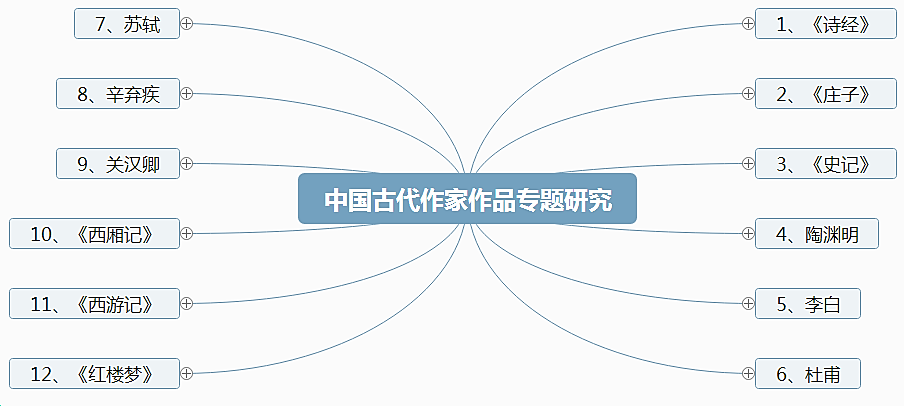 中国古代作家作品专题研究
1、《诗经》
2、《庄子》
3、《史记》
4、陶渊明
5、李白
6、杜甫
7、苏轼
8、辛弃疾
9、关汉卿
10、《西厢记》
11、《西游记》
12、《红楼梦》